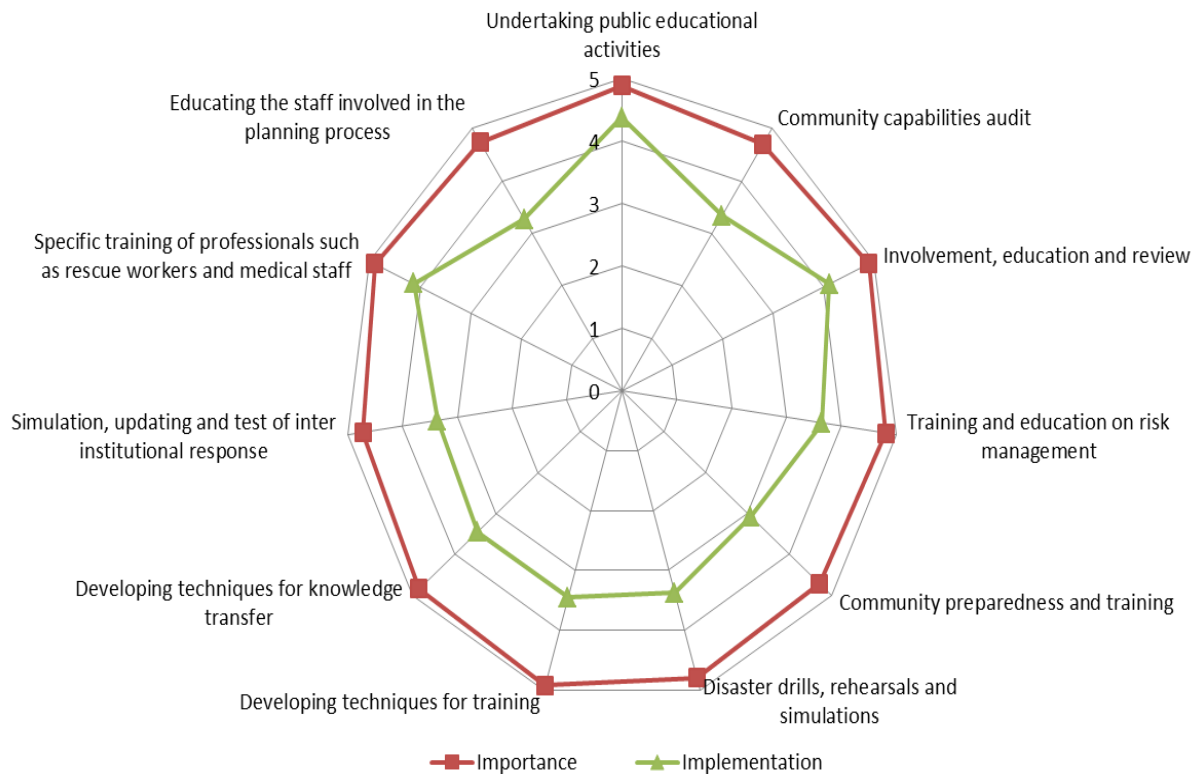 Undertaking public educational
activities
Educating the staff involved in the
planning process
Community capabilities audit
Specific training of professionals such
as rescue workers and medical staff
Involvement, education and review
Simulation, updating and test of inter
institutional response
Training and education on risk
management
Developing techniques for knowledge
transfer
Community preparedness and training
Developing techniques for training
Disaster drills, rehearsals and
simulations
5
4
3
2
1
0
Importance
Implementation